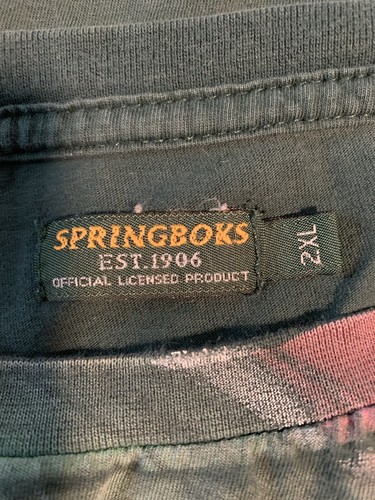 SPRINGBOKS
EST.1906
OFFICIAL LICENSED PRODUCT
2XL